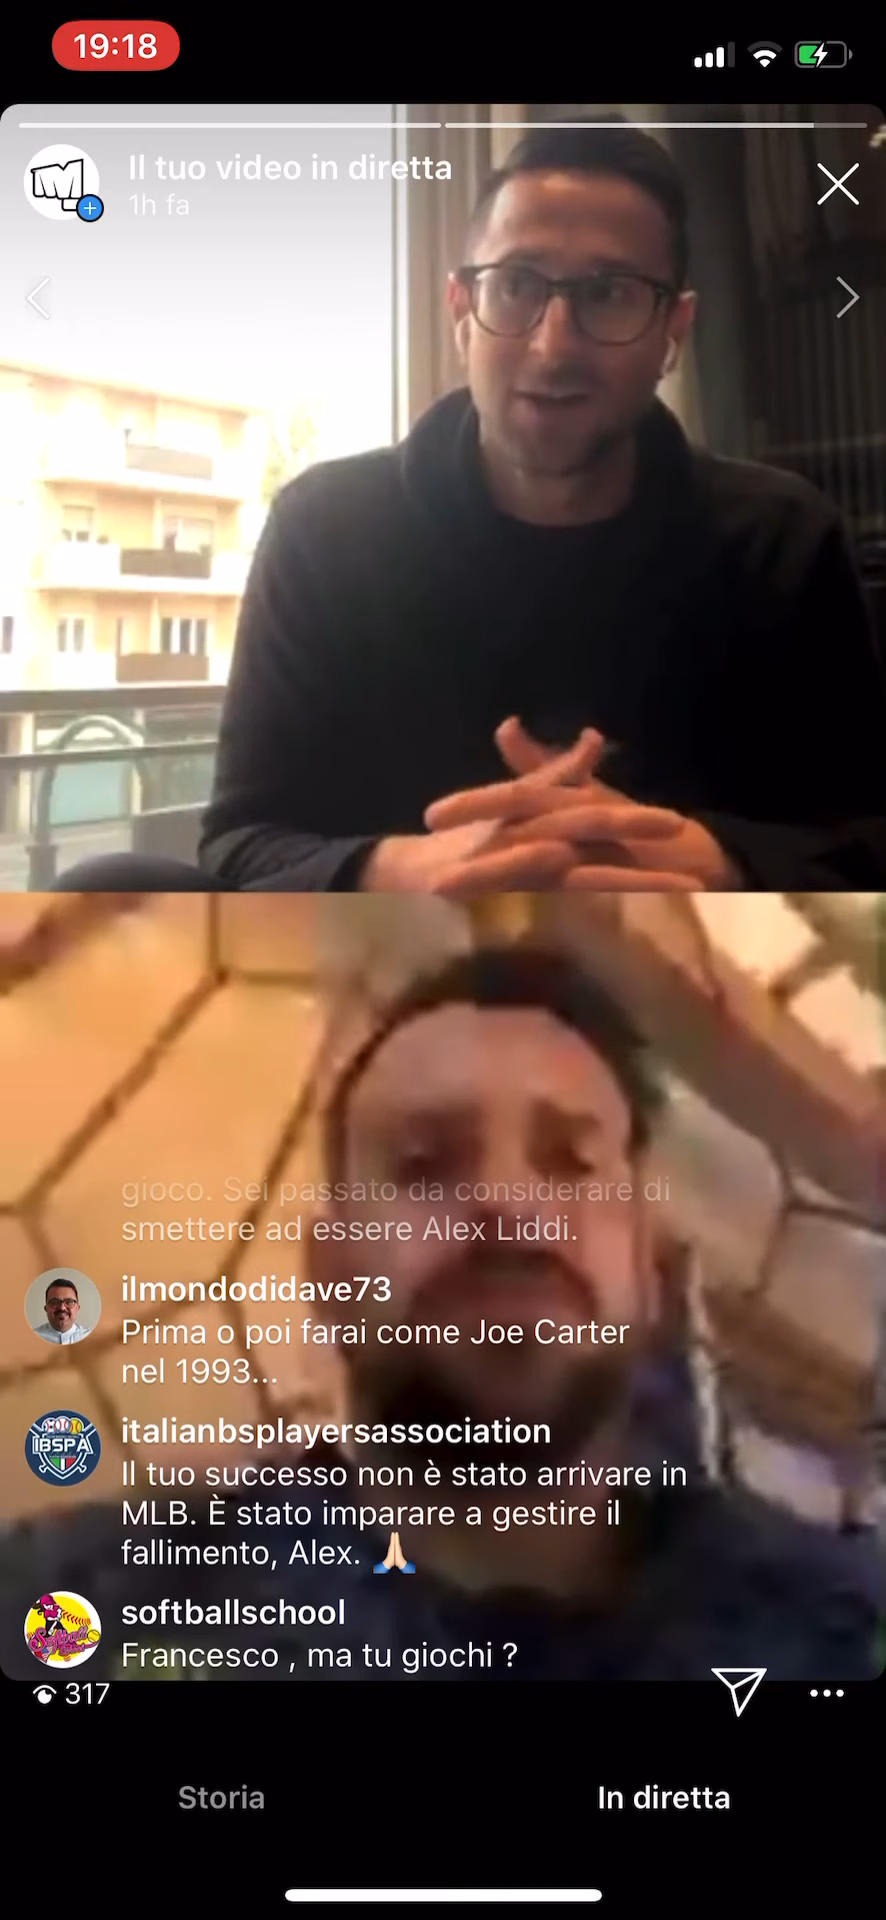 19:18
Il tuo video in diretta
1h fa
gioco. Sei passato da considerare di
smettere ad essere Alex Liddi.
ilmondodidave73
Prima o poi farai come Joe Carter
nel 1993...
italianbsplayersassociation
IBSPA
Il tuo successo non è stato arrivare in
MLB. È stato imparare a gestire il
fallimento, Alex. 🙏🏻
softballschool
Softball
Francesco , ma tu giochi ?
317
Storia
In diretta